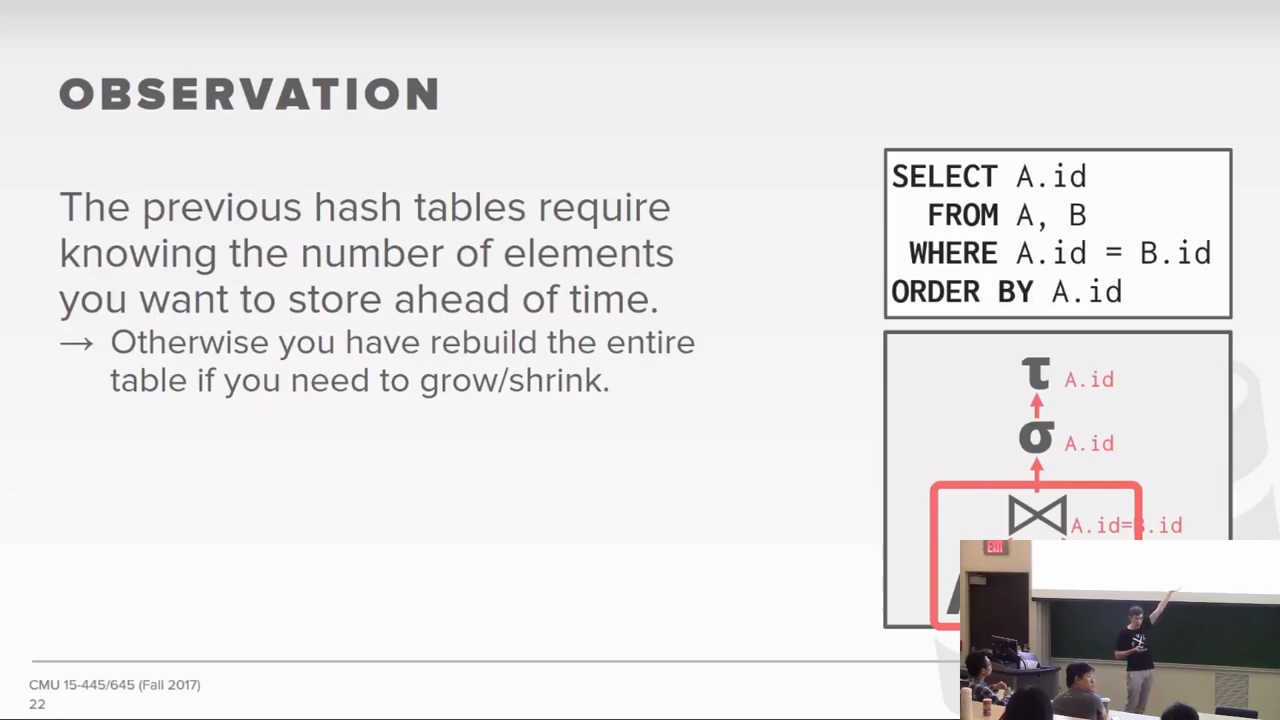 OBSERVATION
The previous hash tables require
knowing the number of elements
you want to store ahead of time.
→ Otherwise you have rebuild the entire
table if you need to grow/shrink.
SELECT A.id
FROM A, B
WHERE A.id = B.id
ORDER BY A.id
τ A.id
σ A.id
⋈ A.id=B.id
EXIT
CMU 15-445/645 (Fall 2017)
22